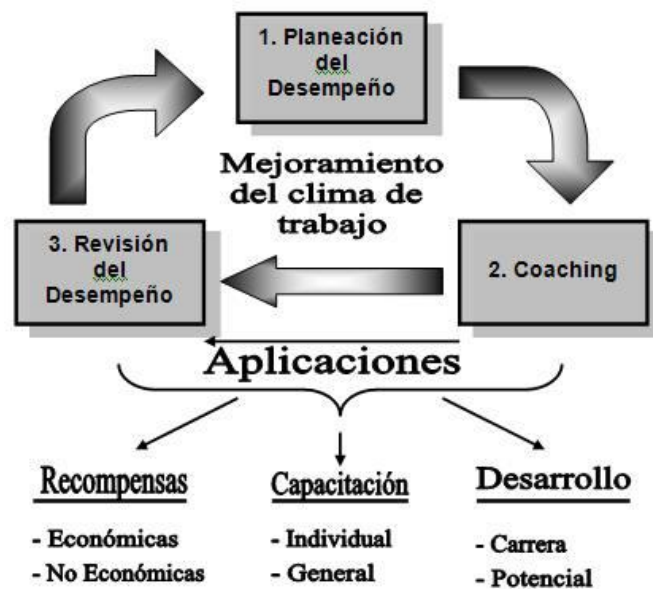 1. Planeación
del
Desempeño
Mejoramiento
del clima de
trabajo
3. Revisión
del
Desempeño
2. Coaching
Aplicaciones
Recompensas
- Económicas
- No Económicas
Capacitación
- Individual
- General
Desarrollo
- Carrera
- Potencial